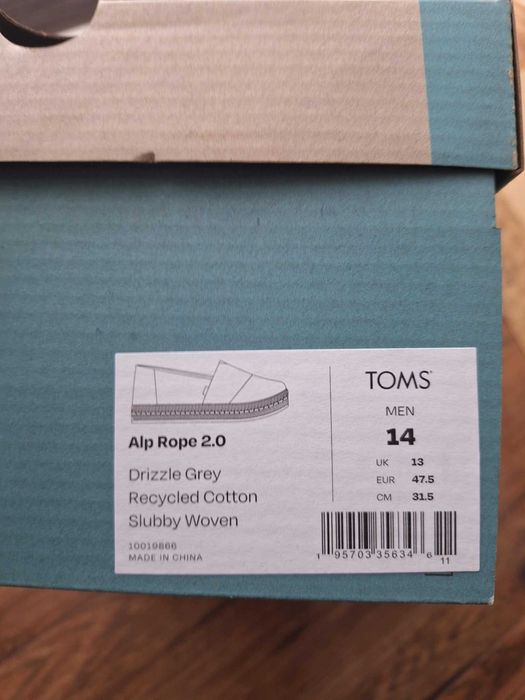 Alp Rope 2.0
Drizzle Grey
Recycled Cotton
Slubby Woven
10019866
MADE IN CHINA
TOMS
MEN
14
UK 13
EUR 47.5
CM 31.5
1 95703 35634 6
11